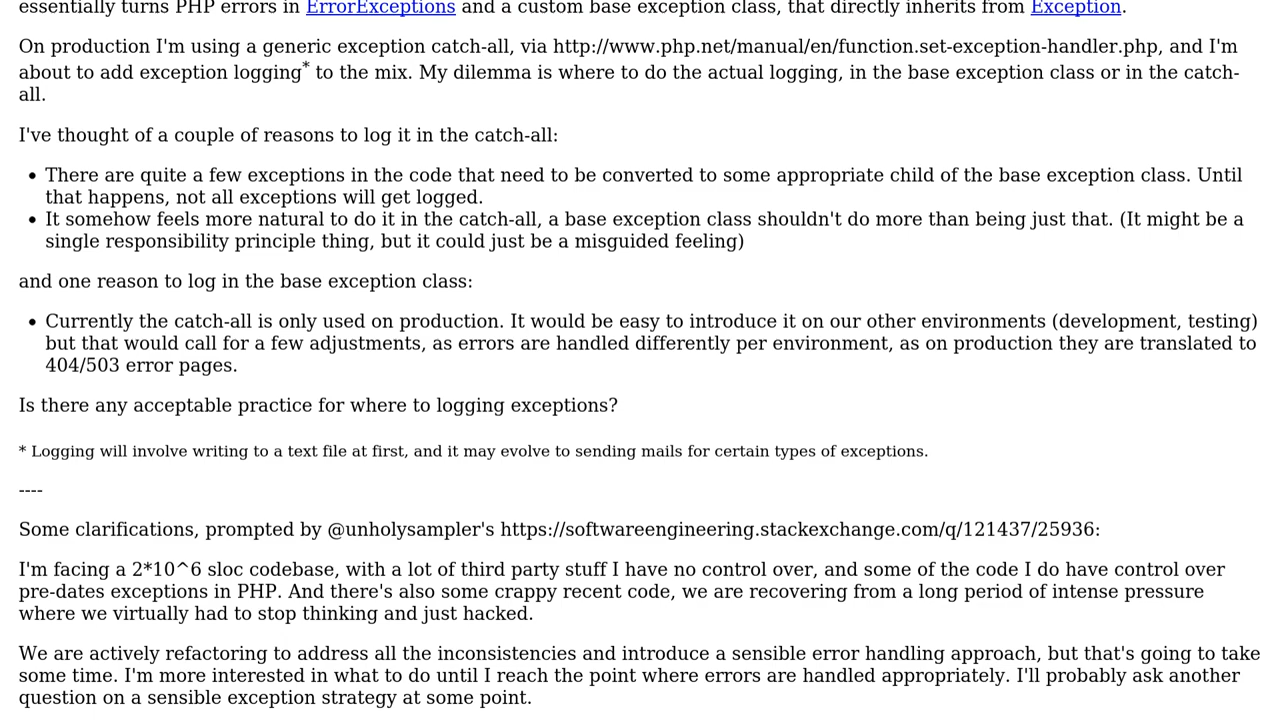 essentially turns PHP errors in ErrorExceptions and a custom base exception class, that directly inherits from Exception.
On production I'm using a generic exception catch-all, via http://www.php.net/manual/en/function.set-exception-handler.php, and I'm
about to add exception logging* to the mix. My dilemma is where to do the actual logging, in the base exception class or in the catch-
all.
I've thought of a couple of reasons to log it in the catch-all:
• There are quite a few exceptions in the code that need to be converted to some appropriate child of the base exception class. Until
that happens, not all exceptions will get logged.
• It somehow feels more natural to do it in the catch-all, a base exception class shouldn't do more than being just that. (It might be a
single responsibility principle thing, but it could just be a misguided feeling)
and one reason to log in the base exception class:
• Currently the catch-all is only used on production. It would be easy to introduce it on our other environments (development, testing)
but that would call for a few adjustments, as errors are handled differently per environment, as on production they are translated to
404/503 error pages.
Is there any acceptable practice for where to logging exceptions?
* Logging will involve writing to a text file at first, and it may evolve to sending mails for certain types of exceptions.
----
Some clarifications, prompted by @unholysampler's https://softwareengineering.stackexchange.com/q/121437/25936:
I'm facing a 2*10^6 sloc codebase, with a lot of third party stuff I have no control over, and some of the code I do have control over
pre-dates exceptions in PHP. And there's also some crappy recent code, we are recovering from a long period of intense pressure
where we virtually had to stop thinking and just hacked.
We are actively refactoring to address all the inconsistencies and introduce a sensible error handling approach, but that's going to take
some time. I'm more interested in what to do until I reach the point where errors are handled appropriately. I'll probably ask another
question on a sensible exception strategy at some point.